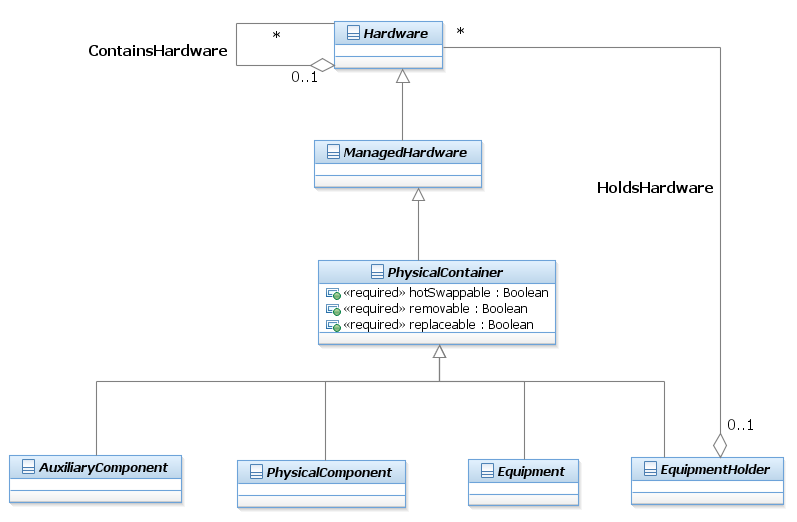 Hardware
*
*
ContainsHardware
0..1
ManagedHardware
HoldsHardware
PhysicalContainer
«required» hotSwappable : Boolean
«required» removable : Boolean
«required» replaceable : Boolean
0..1
AuxiliaryComponent
PhysicalComponent
Equipment
EquipmentHolder